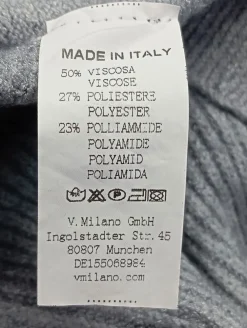 MADE IN ITALY
50% VISCOSA
VISCOSE
27% POLIESTERE
POLYESTER
23% POLLIAMMIDE
POLYAMIDE
POLYAMID
POLIAMIDA
V.Milano GmbH
Ingolstadter Str.45
80807 Munchen
DE155068984
vmilano.com